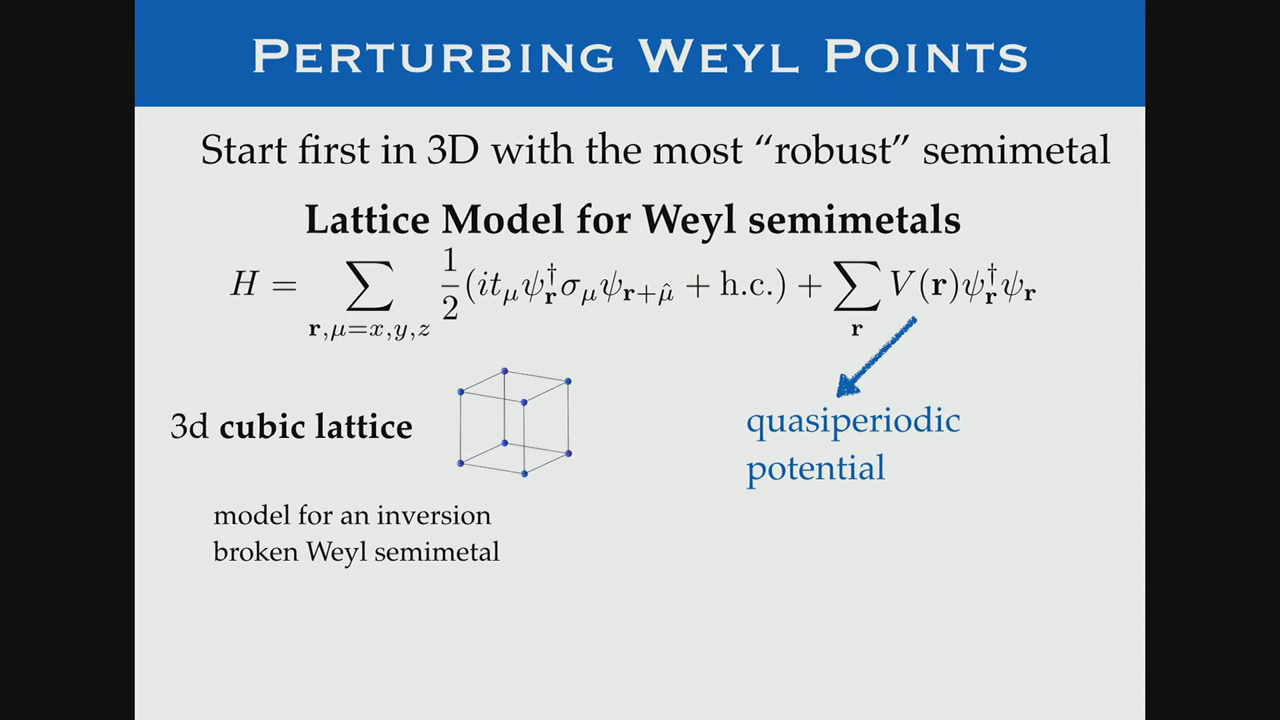 PERTURBING WEYL POINTS
Start first in 3D with the most “robust” semimetal
Lattice Model for Weyl semimetals
H = ∑_{r,μ=x,y,z} 1/2 (it_μ ψ_r^† σ_μ ψ_{r+μ̂} + h.c.) + ∑_r V(r)ψ_r^† ψ_r
3d cubic lattice
quasiperiodic
potential
model for an inversion
broken Weyl semimetal